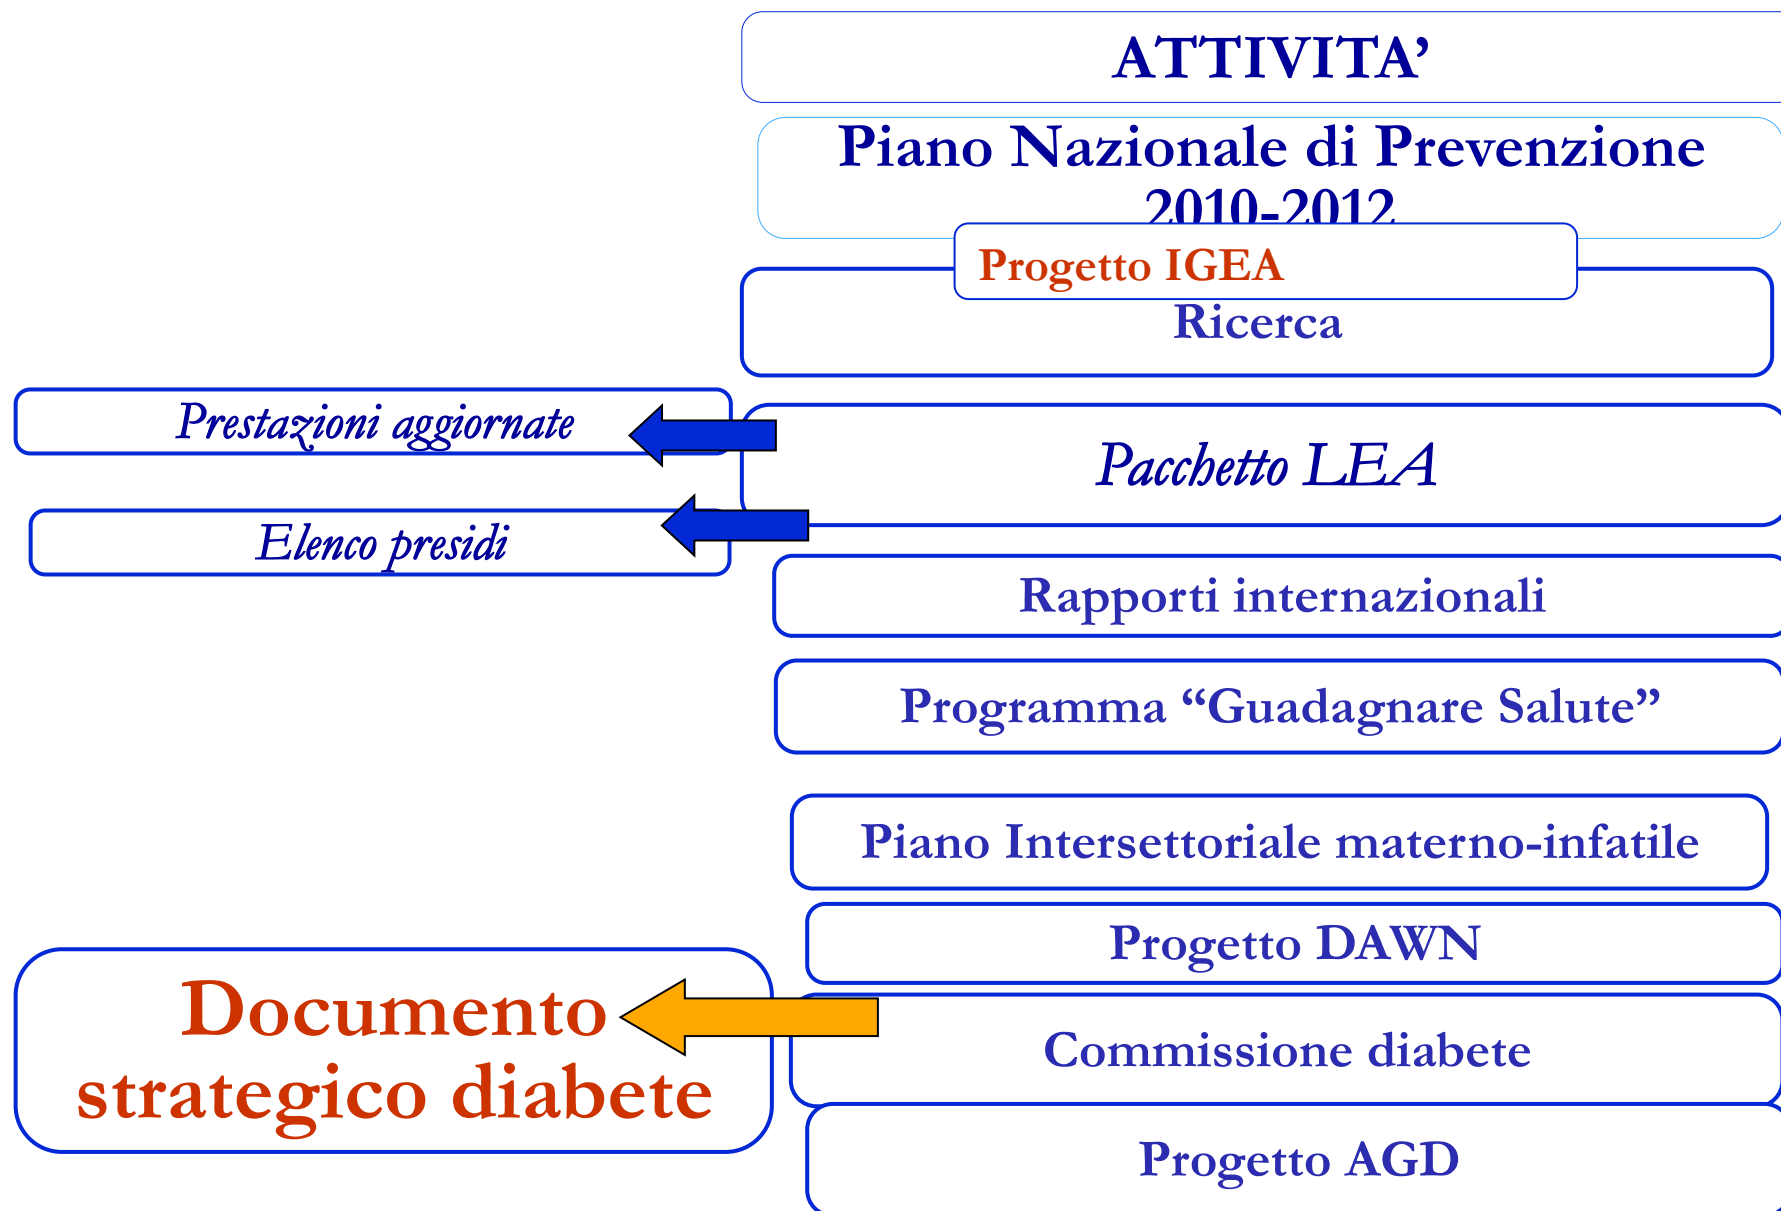 ATTIVITA’
Piano Nazionale di Prevenzione
2010-2012
Progetto IGEA
Ricerca
Prestazioni aggiornate
Pacchetto LEA
Elenco presidi
Rapporti internazionali
Programma “Guadagnare Salute”
Piano Intersettoriale materno-infatile
Progetto DAWN
Documento
strategico diabete
Commissione diabete
Progetto AGD